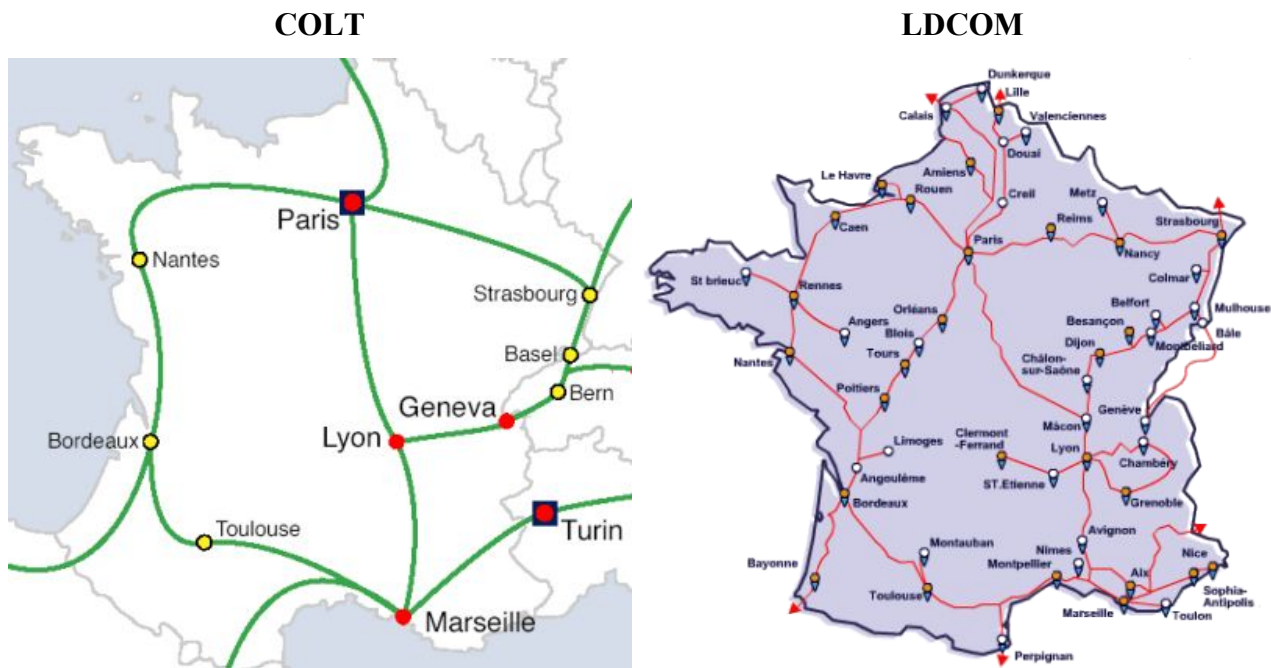 COLT
LDCOM
Paris
Nantes
Strasbourg
Basel
Bern
Geneva
Lyon
Bordeaux
Toulouse
Turin
Marseille
Dunkerque
Lille
Calais
Valenciennes
Douai
Amiens
Le Havre
Rouen
Creil
Metz
Reims
Strasbourg
Caen
Paris
Nancy
Colmar
St brieuc
Rennes
Orléans
Belfort
Mulhouse
Angers
Blois
Besançon
Bâle
Nantes
Tours
Dijon
Montbeliard
Châlon
-sur-Saône
Poitiers
Genève
Mâcon
Limoges
Clermont
-Ferrand
Lyon
Chambéry
Angoulême
ST.Etienne
Bordeaux
Grenoble
Avignon
Montauban
Nîmes
Nice
Bayonne
Montpellier
Aix
Toulouse
Sophia-
Antipolis
Marseille
Toulon
Perpignan